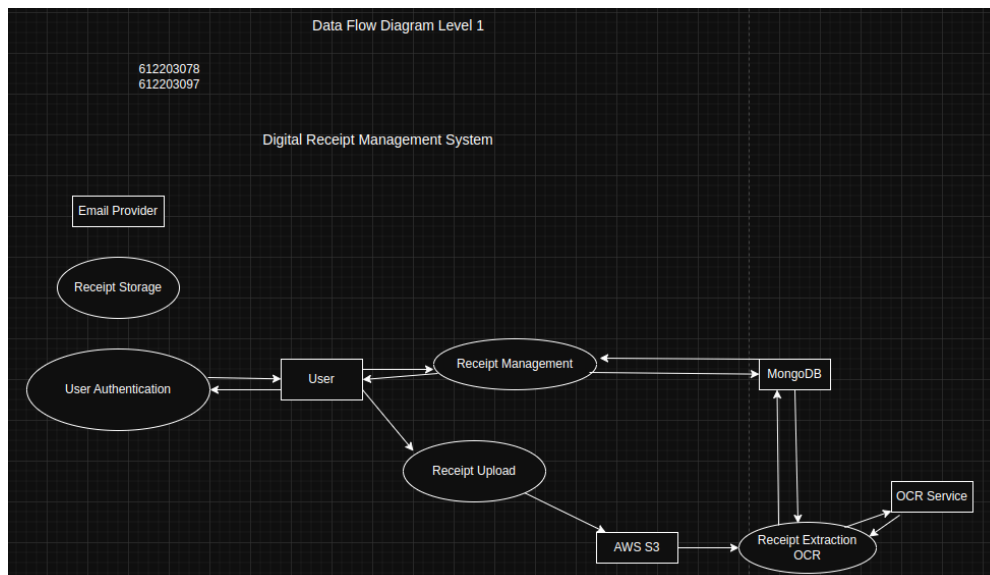 Data Flow Diagram Level 1
612203078
612203097
Digital Receipt Management System
Email Provider
Receipt Storage
User Authentication
User
Receipt Management
MongoDB
Receipt Upload
OCR Service
AWS S3
Receipt Extraction
OCR